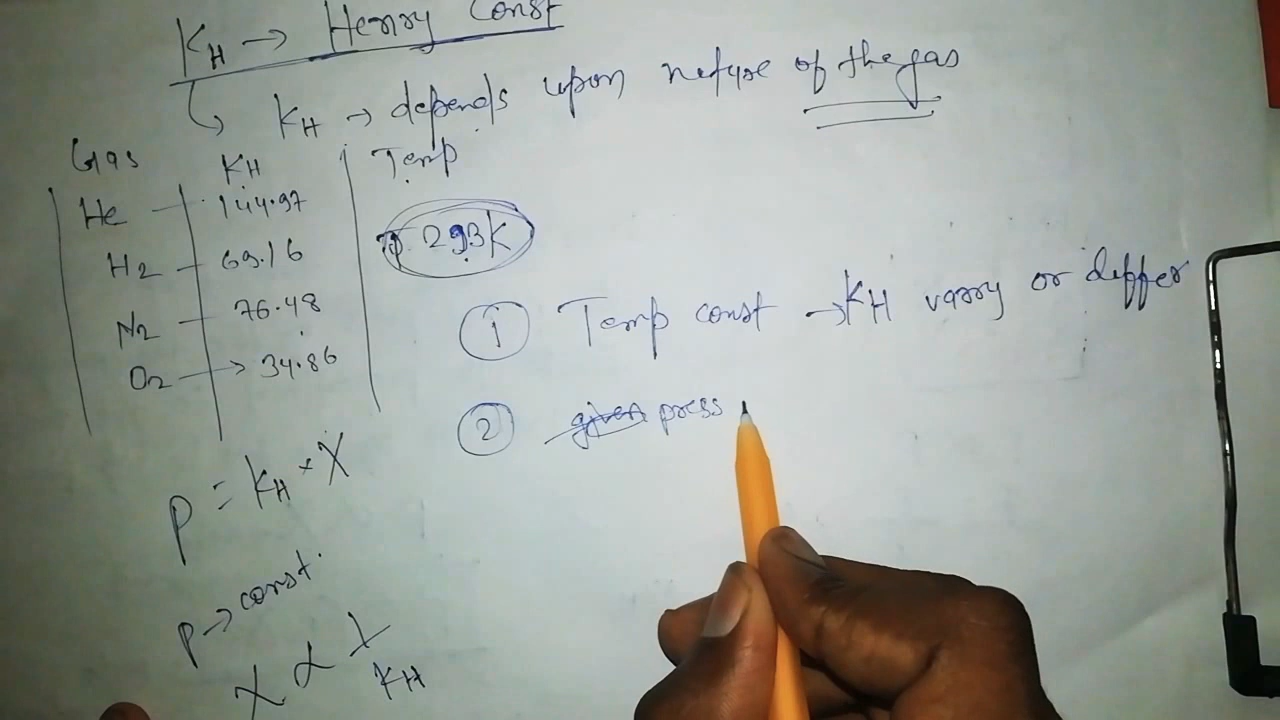 KH → Henry Const
KH → depends upon nature of the gas
Gas KH Temp
He 144.97
293K
H2 69.16
N2 76.48
O2 → 34.86
① Temp const → KH varry or differ
② given press
P = KH × X
P → const
X α 1/KH